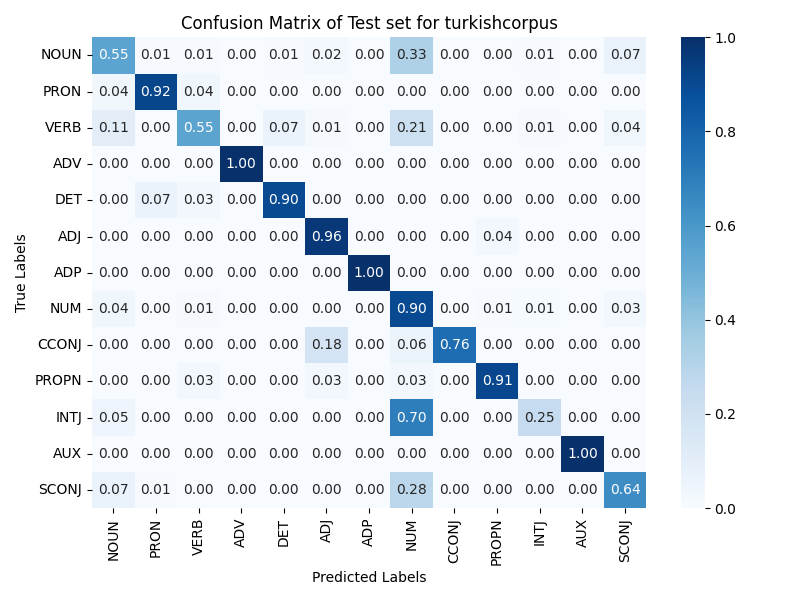 Confusion Matrix of Test set for turkishcorpus
True Labels
NOUN 0.55 0.01 0.01 0.00 0.01 0.02 0.00 0.33 0.00 0.00 0.01 0.00 0.07
PRON 0.04 0.92 0.04 0.00 0.00 0.00 0.00 0.00 0.00 0.00 0.00 0.00 0.00
VERB 0.11 0.00 0.55 0.00 0.07 0.01 0.00 0.21 0.00 0.00 0.01 0.00 0.04
ADV 0.00 0.00 0.00 1.00 0.00 0.00 0.00 0.00 0.00 0.00 0.00 0.00 0.00
DET 0.00 0.07 0.03 0.00 0.90 0.00 0.00 0.00 0.00 0.00 0.00 0.00 0.00
ADJ 0.00 0.00 0.00 0.00 0.00 0.96 0.00 0.00 0.00 0.04 0.00 0.00 0.00
ADP 0.00 0.00 0.00 0.00 0.00 0.00 1.00 0.00 0.00 0.00 0.00 0.00 0.00
NUM 0.04 0.00 0.01 0.00 0.00 0.00 0.00 0.90 0.00 0.01 0.01 0.00 0.03
CCONJ 0.00 0.00 0.00 0.00 0.00 0.18 0.00 0.06 0.76 0.00 0.00 0.00 0.00
PROPN 0.00 0.00 0.03 0.00 0.00 0.03 0.00 0.03 0.00 0.91 0.00 0.00 0.00
INTJ 0.05 0.00 0.00 0.00 0.00 0.00 0.00 0.70 0.00 0.00 0.25 0.00 0.00
AUX 0.00 0.00 0.00 0.00 0.00 0.00 0.00 0.00 0.00 0.00 0.00 1.00 0.00
SCONJ 0.07 0.01 0.00 0.00 0.00 0.00 0.00 0.28 0.00 0.00 0.00 0.00 0.64
NOUN PRON VERB ADV DET ADJ ADP NUM CCONJ PROPN INTJ AUX SCONJ
Predicted Labels
1.0
0.8
0.6
0.4
0.2
0.0